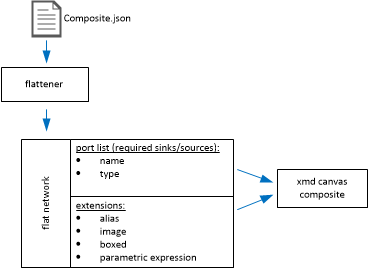 Composite.json
flattener
flat network
port list (required sinks/sources):
• name
• type
extensions:
• alias
• image
• boxed
• parametric expression
xmd canvas
composite